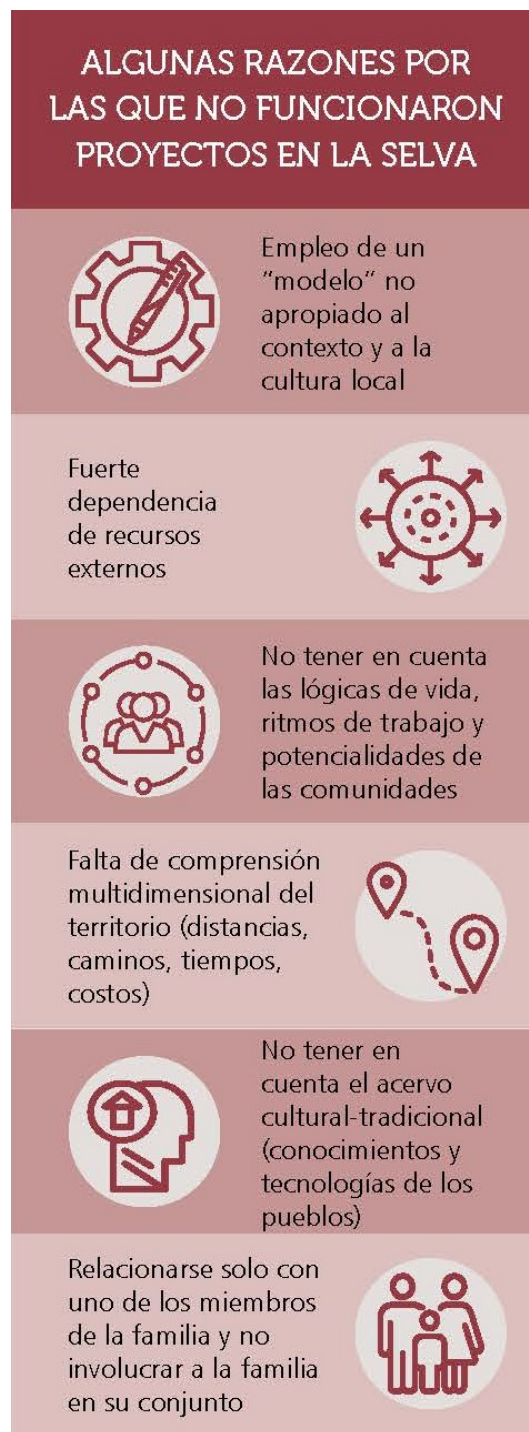 ALGUNAS RAZONES POR
LAS QUE NO FUNCIONARON
PROYECTOS EN LA SELVA
Empleo de un
“modelo” no
apropiado al
contexto y a la
cultura local
Fuerte
dependencia
de recursos
externos
No tener en cuenta
las lógicas de vida,
ritmos de trabajo y
potencialidades de
las comunidades
Falta de comprensión
multidimensional del
territorio (distancias,
caminos, tiempos,
costos)
No tener en
cuenta el acervo
cultural-tradicional
(conocimientos y
tecnologías de los
pueblos)
Relacionarse solo con
uno de los miembros
de la familia y no
involucrar a la familia
en su conjunto